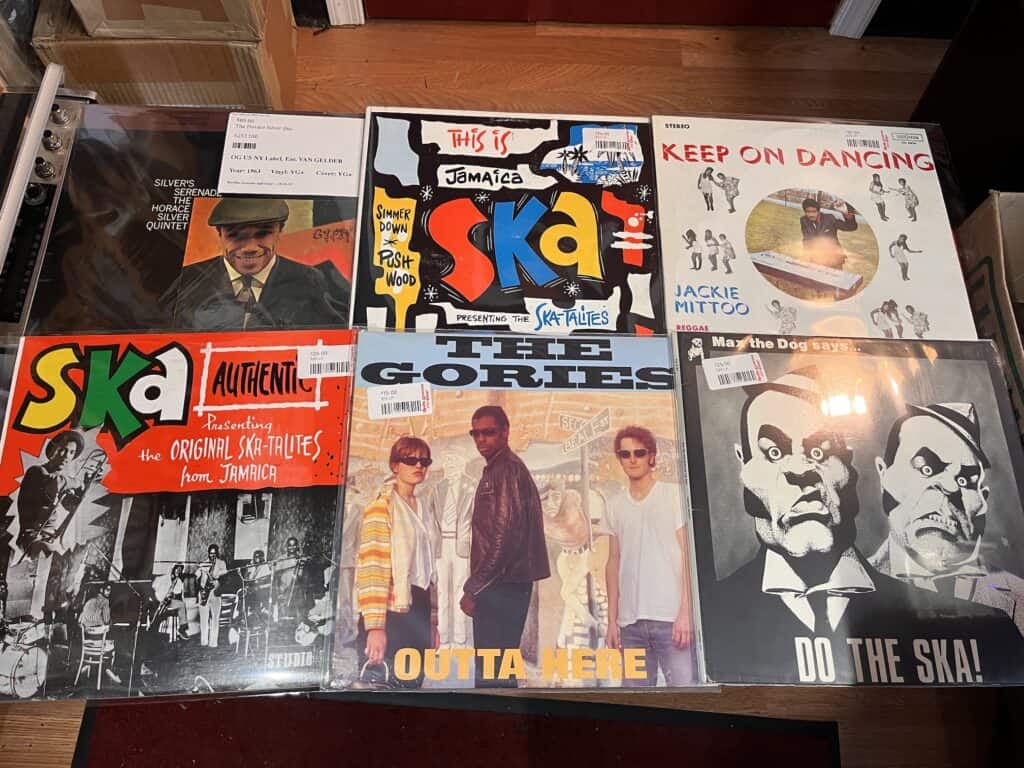 SILVER'S
SERENADE
THE
HORACE
SILVER
QUINTET
OG US NY Label, Ear, VAN GELDER
Year: 1963 Vinyl: VG+ Cover: VG+
THIS IS
Jamaica
SKa
SIMMER
DOWN
PUSH
WOOD
PRESENTING THE SKa-TaLITES
STEREO
KEEP ON DANCING
JACKIE
MITTOO
REGGAE
SKa AUTHENTIC
Presenting
the ORIGINAL SKA-TALITES
from JAMAICA
STUDIO
THE
GORIES
OUTTA HERE
Max the Dog says...
DO THE SKA!